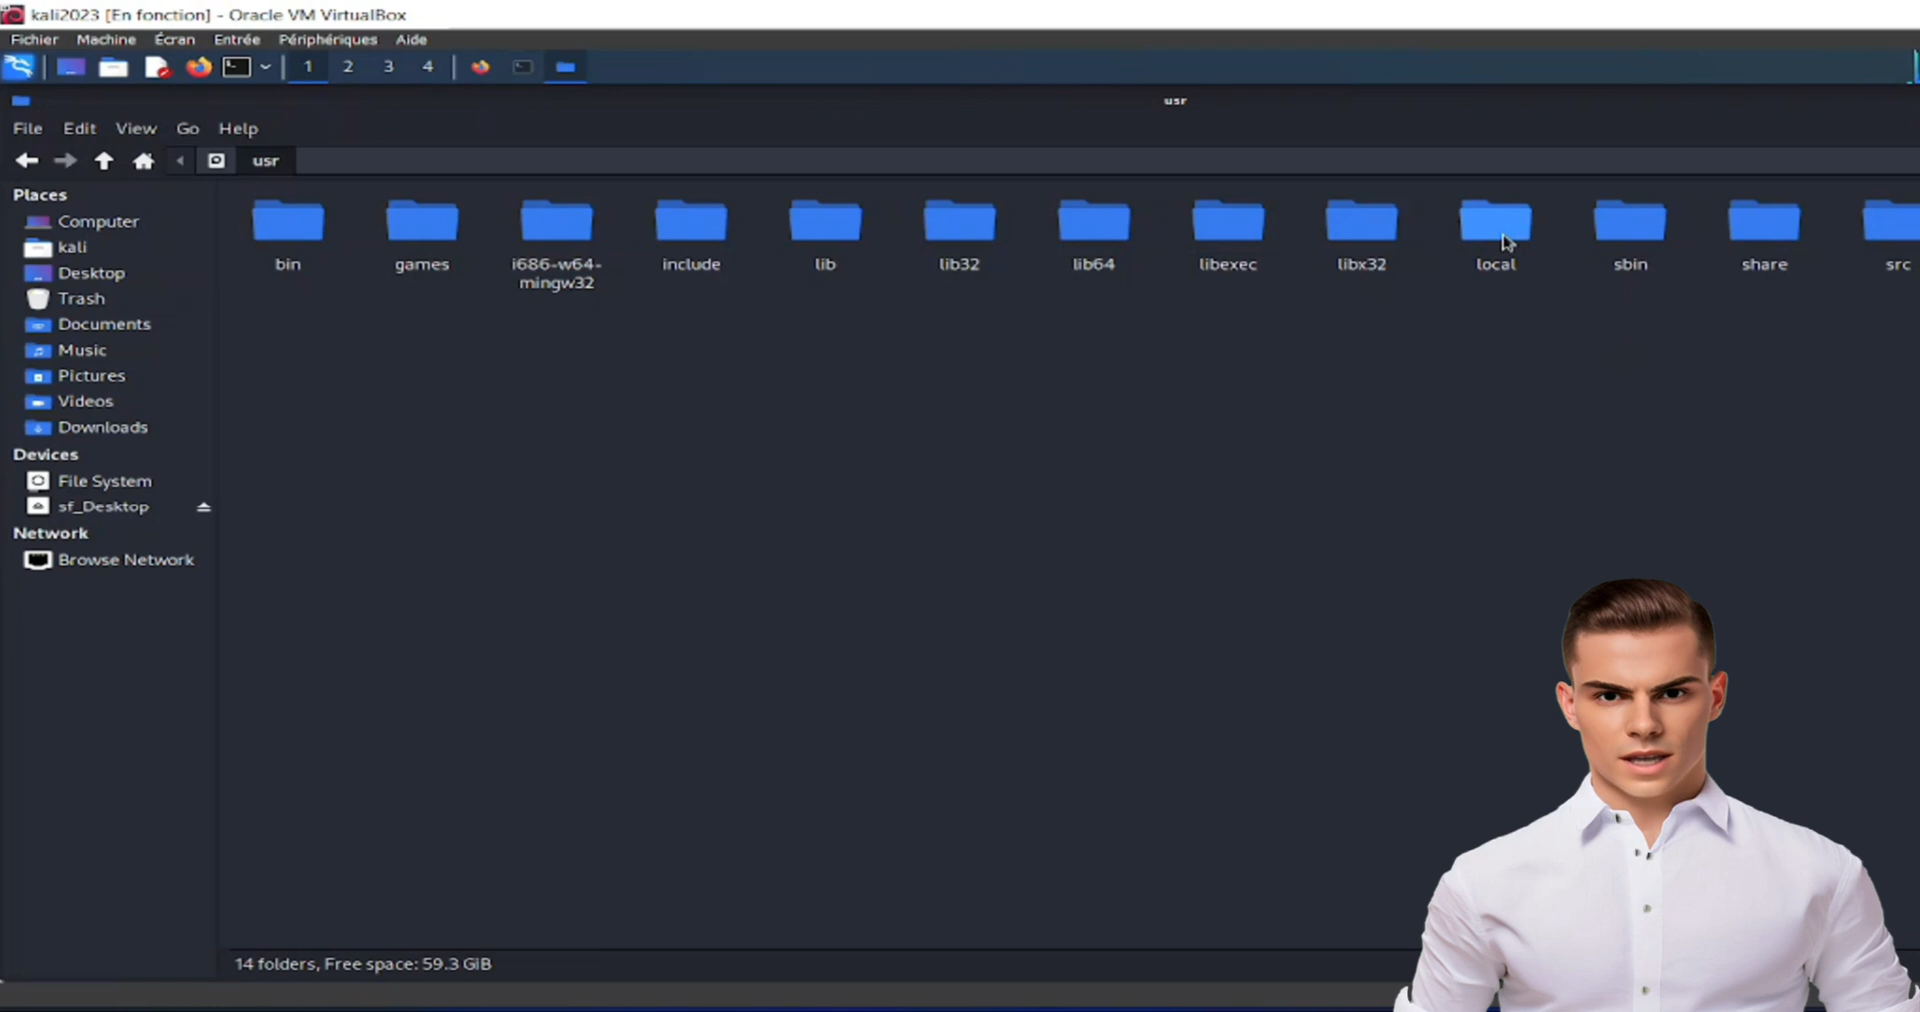 kali2023 [En fonction] - Oracle VM VirtualBox
Fichier Machine Écran Entrée Périphériques Aide
1 2 3 4
usr
File Edit View Go Help
usr
Places
Computer
kali
Desktop
Trash
Documents
Music
Pictures
Videos
Downloads
Devices
File System
sf_Desktop
Network
Browse Network
bin games i686-w64-mingw32 include lib lib32 lib64 libexec libx32 local sbin share src
14 folders, Free space: 59.3 GiB